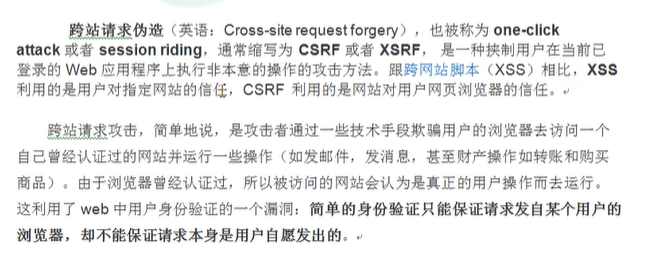 跨站请求伪造（英语：Cross-site request forgery），也被称为 one-click
attack 或者 session riding，通常缩写为 CSRF 或者 XSRF， 是一种挟制用户在当前已
登录的 Web 应用程序上执行非本意的操作的攻击方法。跟跨网站脚本（XSS）相比，XSS
利用的是用户对指定网站的信任，CSRF 利用的是网站对用户网页浏览器的信任。
跨站请求攻击，简单地说，是攻击者通过一些技术手段欺骗用户的浏览器去访问一个
自己曾经认证过的网站并运行一些操作（如发邮件，发消息，甚至财产操作如转账和购买
商品）。由于浏览器曾经认证过，所以被访问的网站会认为是真正的用户操作而去运行。
这利用了 web 中用户身份验证的一个漏洞：简单的身份验证只能保证请求发自某个用户的
浏览器，却不能保证请求本身是用户自愿发出的。